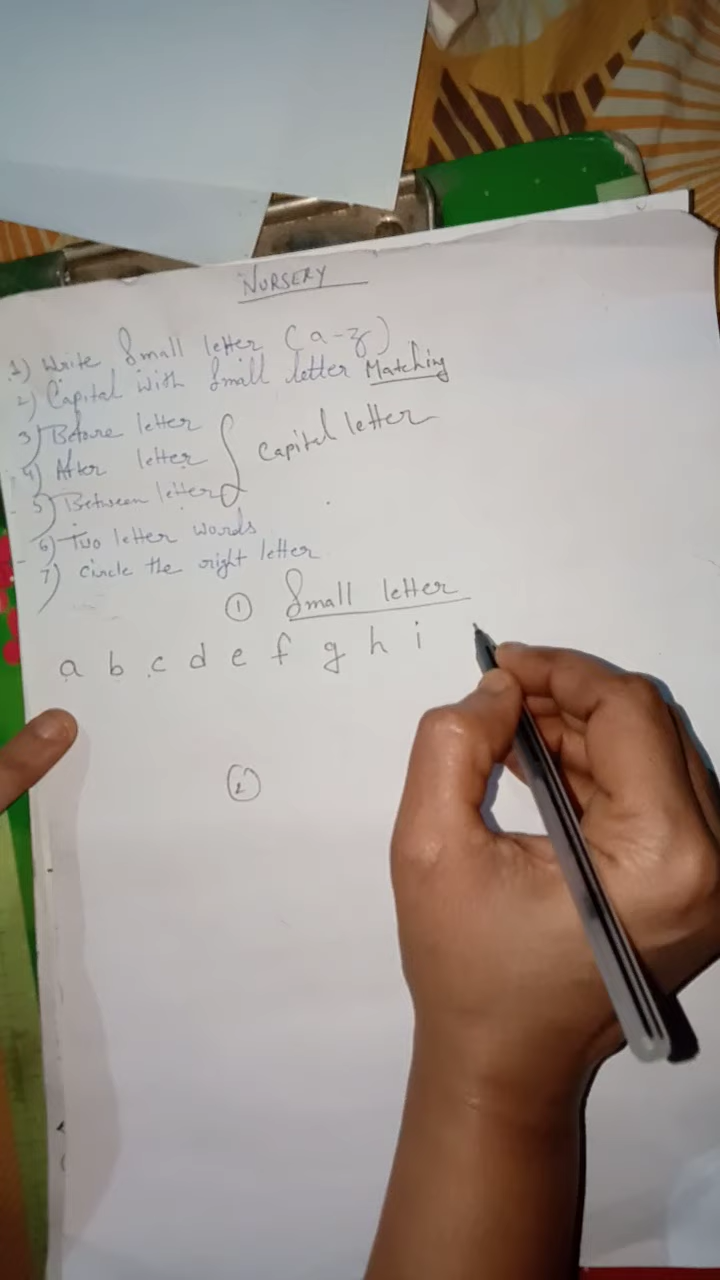 NURSERY
1) Write Small letter (a-z)
2) Capital with Small letter Matching
3) Before letter
4) After letter
Capital letter
5) Between letter
6) Two letter words
7) Circle the right letter
① Small letter
a b c d e f g h i
②